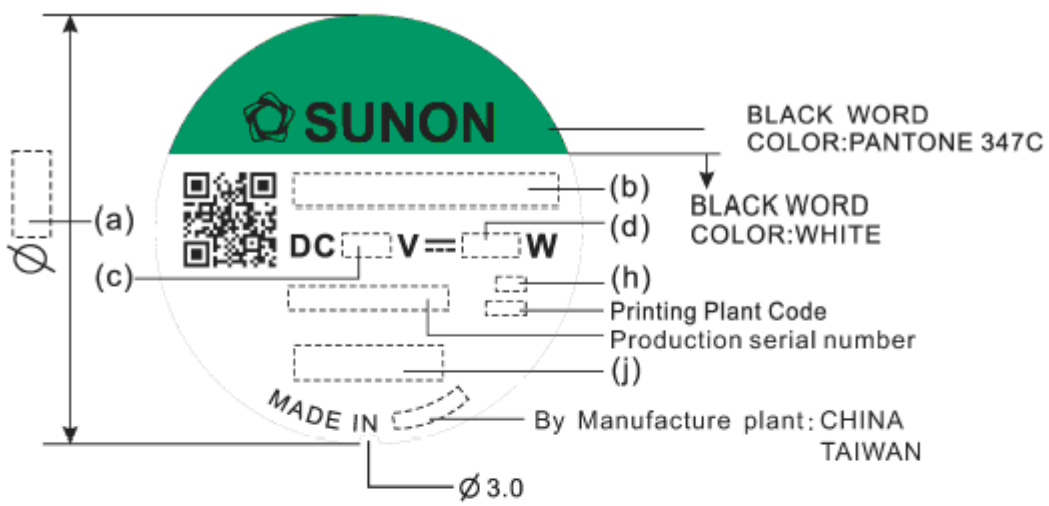 SUNON
BLACK WORD
COLOR:PANTONE 347C
(b)
BLACK WORD
COLOR:WHITE
(a)
Ø
(d)
DC V⎓ W
(c)
(h)
Printing Plant Code
Production serial number
(j)
MADE IN
By Manufacture plant: CHINA
TAIWAN
Ø 3.0